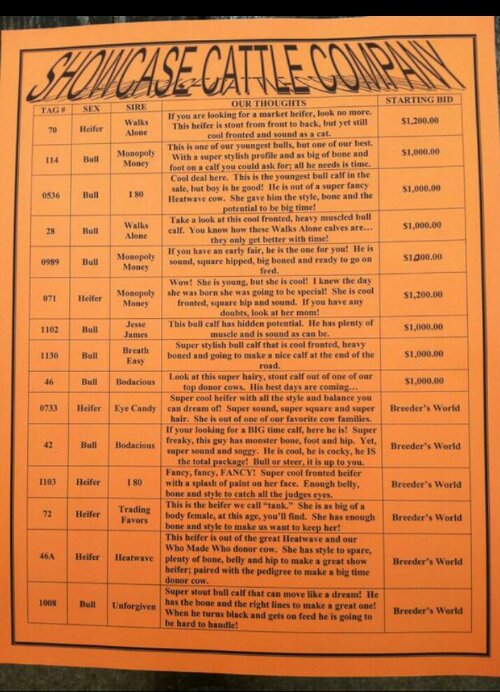 SHOWCASE CATTLE COMPANY
TAG # SEX SIRE OUR THOUGHTS STARTING BID
70 Heifer Walks Alone If you are looking for a market heifer, look no more.
This heifer is stout from front to back, but yet still
cool fronted and sound as a cat. $1,200.00
114 Bull Monopoly Money This is one of our youngest bulls, but one of our best.
With a super stylish profile and as big of bone and
foot on a calf you could ask for; all he needs is time. $1,000.00
0536 Bull I 80 Cool deal here. This is the youngest bull calf in the
sale, but boy is he good! He is out of a super fancy
Heatwave cow. She gave him the style, bone and the
potential to be big time! $1,000.00
28 Bull Walks Alone Take a look at this cool fronted, heavy muscled bull
calf. You know how these Walks Alone calves are…
they only get better with time! $1,000.00
0989 Bull Monopoly Money If you have an early fair, he is the one for you! He is
sound, square hipped, big boned and ready to go on
feed.
071 Heifer Monopoly Money Wow! She is young, but she is cool! I knew the day
she was born she was going to be special! She is cool
fronted, square hip and sound. If you have any
doubts, look at her mom! $1,200.00
1102 Bull Jesse James This bull calf has hidden potential. He has plenty of
muscle and is sound as can be. $1,000.00
1130 Bull Breath Easy Super stylish bull calf that is cool fronted, heavy
boned and going to make a nice calf at the end of the
road. $1,000.00
46 Bull Bodacious Look at this super hairy, stout calf out of one of our
top donor cows. His best days are coming… $1,000.00
0733 Heifer Eye Candy Super cool heifer with all the style and balance you
can dream of! Super sound, super square and super
hair. She is out of one of our favorite cow families. Breeder's World
42 Bull Bodacious If your looking for a BIG time calf, here he is! Super
freaky, this guy has monster bone, foot and hip. Yet,
super sound and soggy. He is cool, he is cocky, he IS
the total package! Bull or steer, it is up to you. Breeder's World
1103 Heifer I 80 Fancy, fancy, FANCY! Super cool fronted heifer
with a splash of paint on her face. Enough belly,
bone and style to catch all the judges eyes. Breeder's World
72 Heifer Trading Favors This is the heifer we call "tank." She is as big of a
body female, at this age, you'll find. She has enough
bone and style to make us want to keep her! Breeder's World
46A Heifer Heatwave This heifer is out of the great Heatwave and our
Who Made Who donor cow. She has style to spare,
plenty of bone, belly and hip to make a great show
heifer; paired with the pedigree to make a big time
donor cow. Breeder's World
1008 Bull Unforgiven Super stout bull calf that can move like a dream! He
has the bone and the right lines to make a great one!
When he turns black and gets on feed he is going to
be hard to handle! Breeder's World